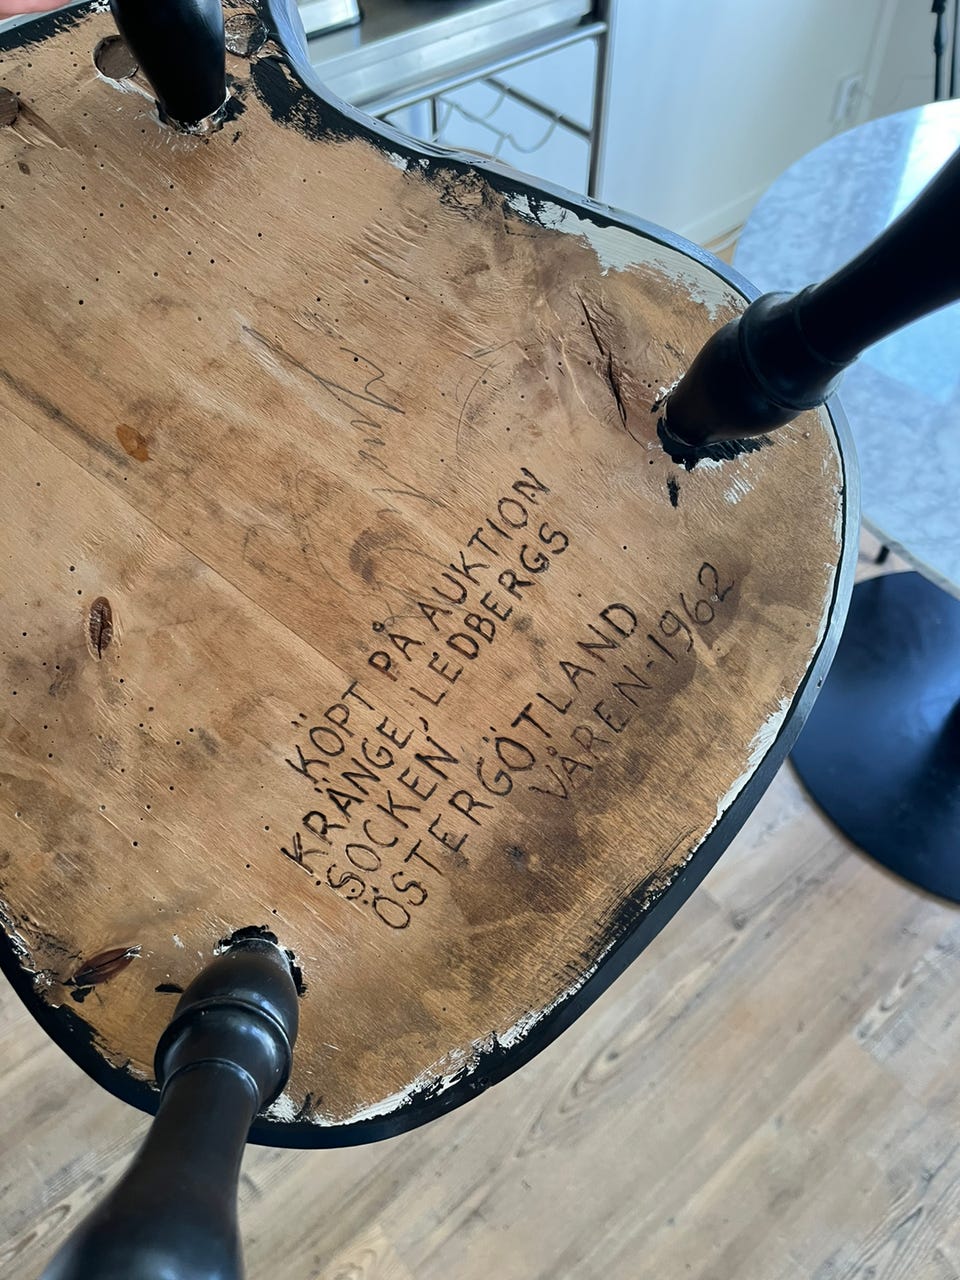 KÖPT PÅ AUKTION
KRÄNGE, LEDBERGS
SOCKEN,
ÖSTERGÖTLAND
VÅREN-1962